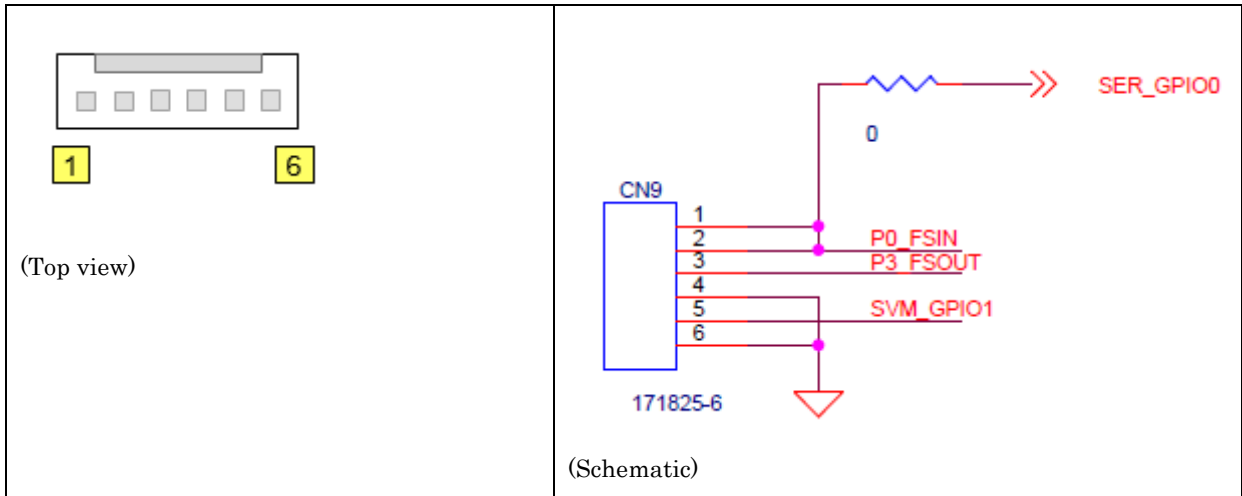 1 6
(Top view)
SER_GPIO0
0
CN9
1
2 P0_FSIN
3 P3_FSOUT
4
5 SVM_GPIO1
6
171825-6
(Schematic)